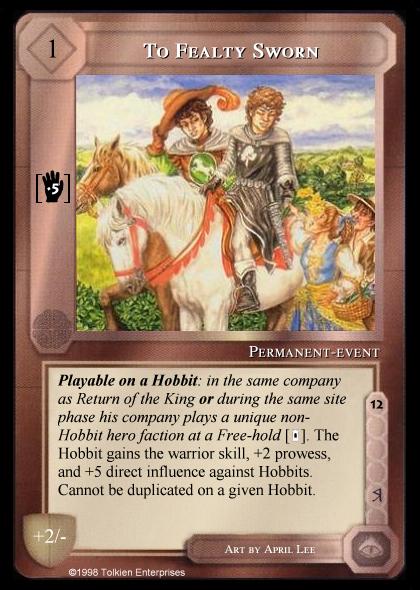 1
To Fealty Sworn
[5]
Permanent-event
Playable on a Hobbit: in the same company
as Return of the King or during the same site
phase his company plays a unique non-
Hobbit hero faction at a Free-hold [ ]. The
Hobbit gains the warrior skill, +2 prowess,
and +5 direct influence against Hobbits.
Cannot be duplicated on a given Hobbit.
12
+2/-
Art by April Lee
©1998 Tolkien Enterprises